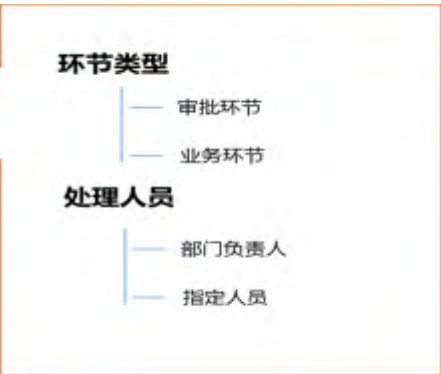 环节类型
审批环节
业务环节
处理人员
部门负责人
指定人员